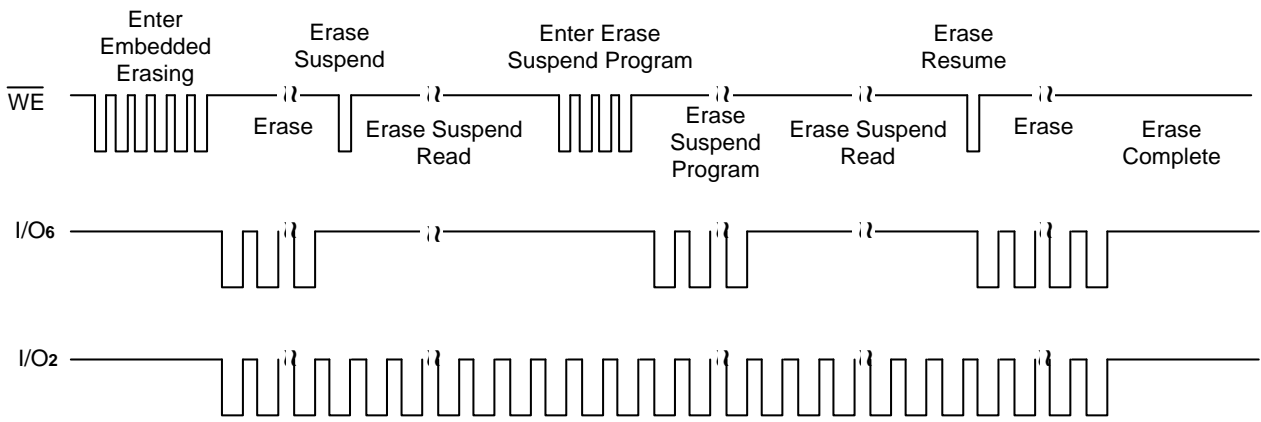 Enter
Embedded
Erasing
Erase
Suspend
Enter Erase
Suspend Program
Erase
Resume
WE
Erase
Erase Suspend
Read
Erase
Suspend
Program
Erase Suspend
Read
Erase
Erase
Complete
I/O6
I/O2